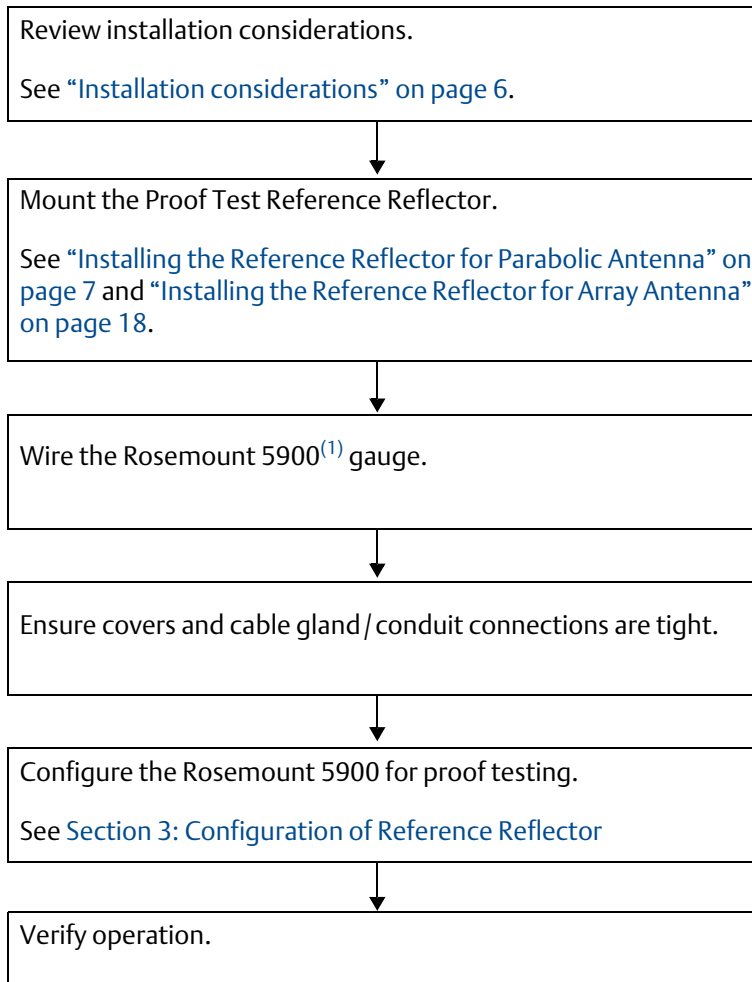 Review installation considerations.
See “Installation considerations” on page 6.
Mount the Proof Test Reference Reflector.
See “Installing the Reference Reflector for Parabolic Antenna” on
page 7 and “Installing the Reference Reflector for Array Antenna”
on page 18.
Wire the Rosemount 5900(1) gauge.
Ensure covers and cable gland/conduit connections are tight.
Configure the Rosemount 5900 for proof testing.
See Section 3: Configuration of Reference Reflector
Verify operation.